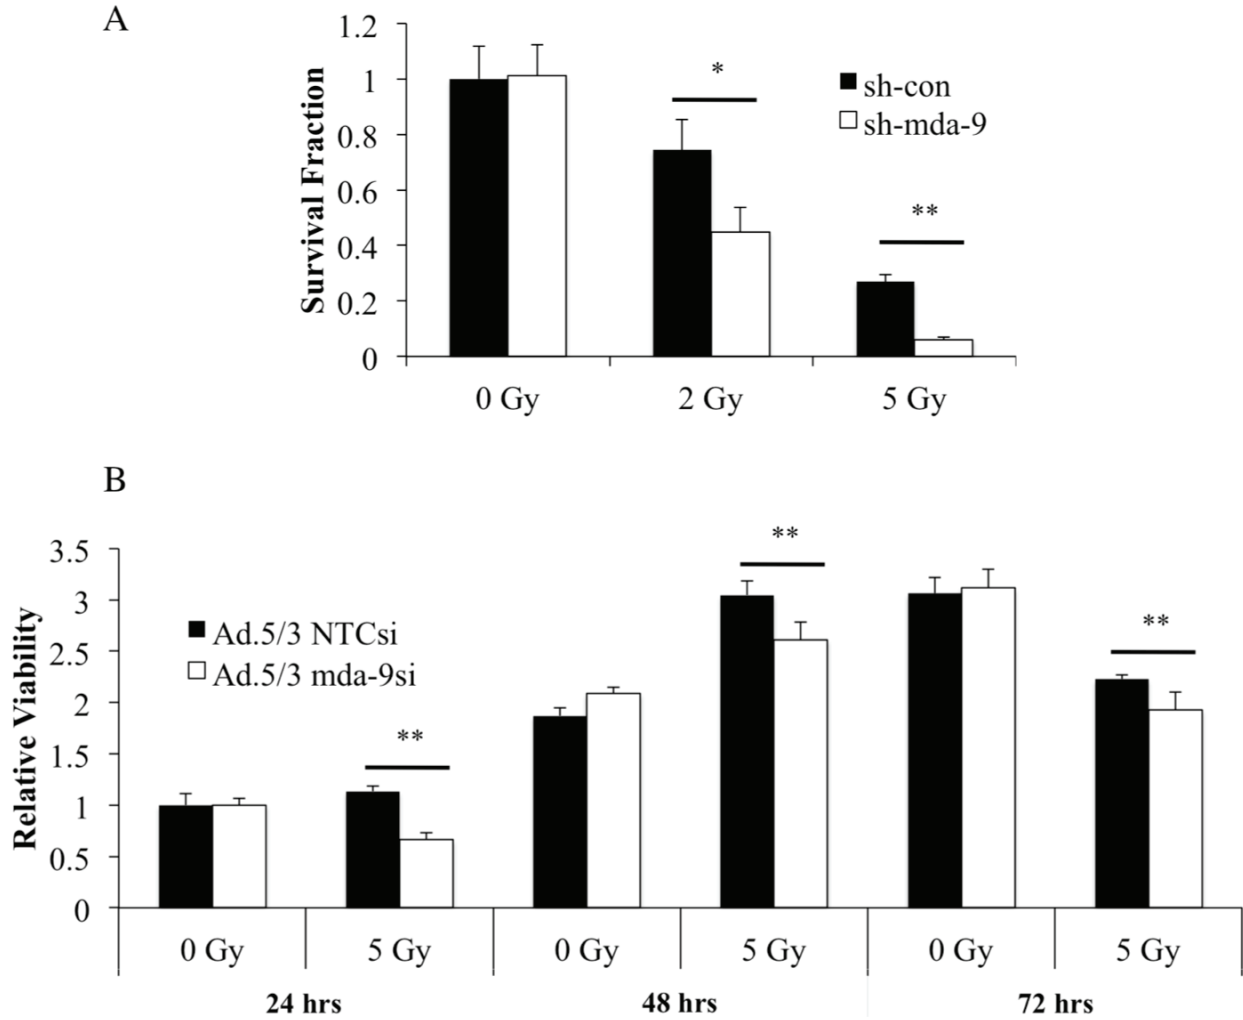 A
Survival Fraction
1.2
1
0.8
0.6
0.4
0.2
0
*
**
sh-con
sh-mda-9
0 Gy 2 Gy 5 Gy
B
Relative Viability
3.5
3
2.5
2
1.5
1
0.5
0
Ad.5/3 NTCsi
Ad.5/3 mda-9si
**
**
**
0 Gy 5 Gy 0 Gy 5 Gy 0 Gy 5 Gy
24 hrs 48 hrs 72 hrs